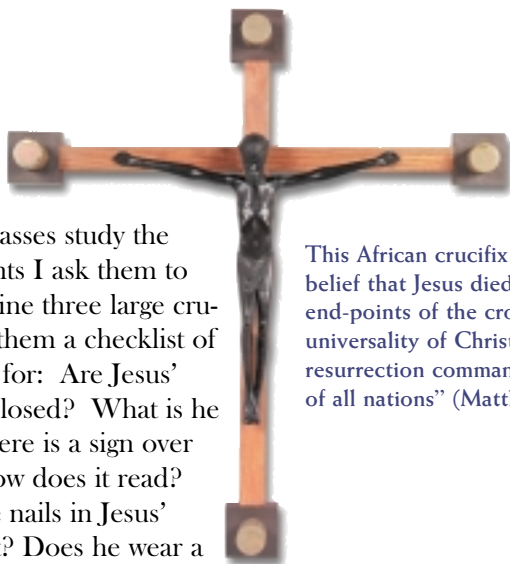 asses study the
nts I ask them to
ine three large cru-
them a checklist of
for: Are Jesus’
losed? What is he
ere is a sign over
ow does it read?
nails in Jesus’
? Does he wear a
This African crucifix
belief that Jesus died
end-points of the cro
universality of Christ
resurrection comman
of all nations” (Matt